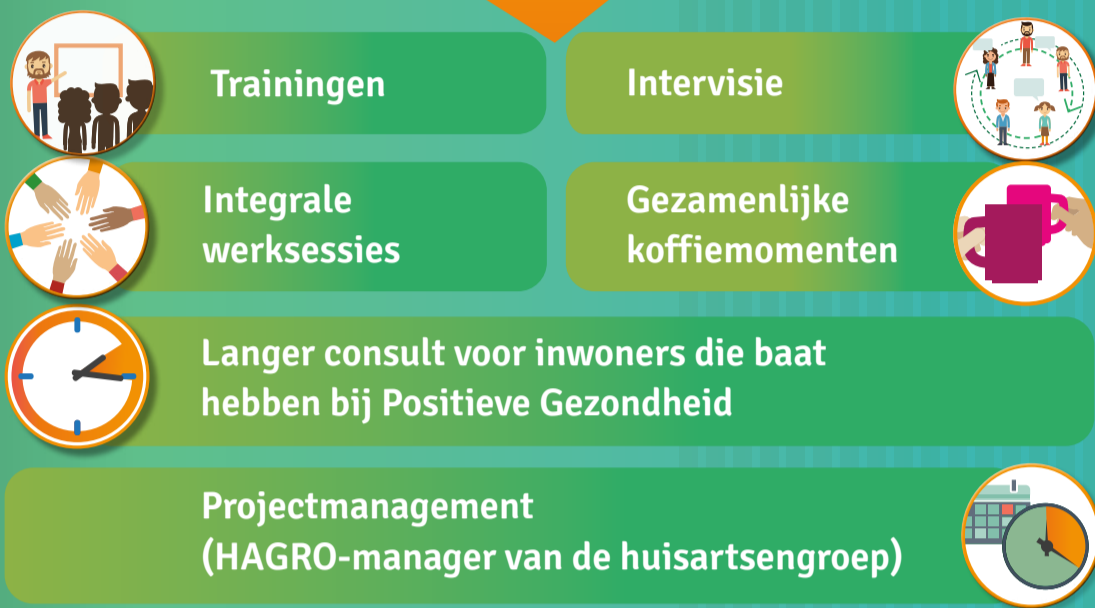 Trainingen
Intervisie
Integrale
werksessies
Gezamenlijke
koffiemomenten
Langer consult voor inwoners die baat
hebben bij Positieve Gezondheid
Projectmanagement
(HAGRO-manager van de huisartsengroep)